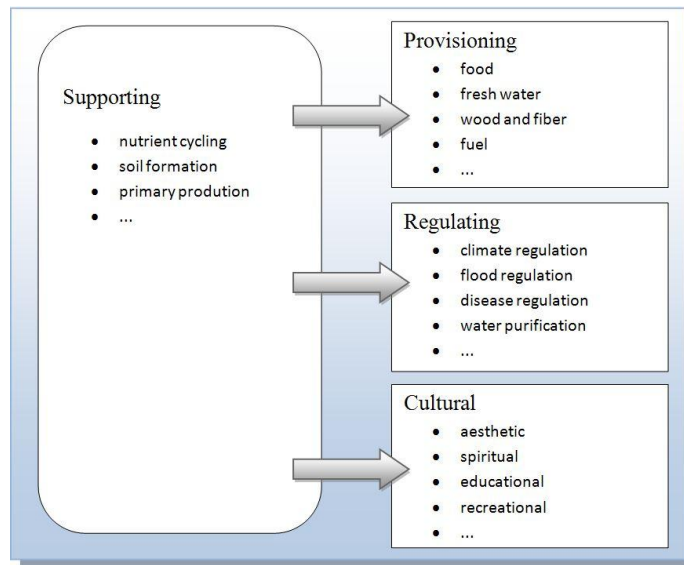 Supporting
• nutrient cycling
• soil formation
• primary prodution
• ...
Provisioning
• food
• fresh water
• wood and fiber
• fuel
• ...
Regulating
• climate regulation
• flood regulation
• disease regulation
• water purification
• ...
Cultural
• aesthetic
• spiritual
• educational
• recreational
• ...